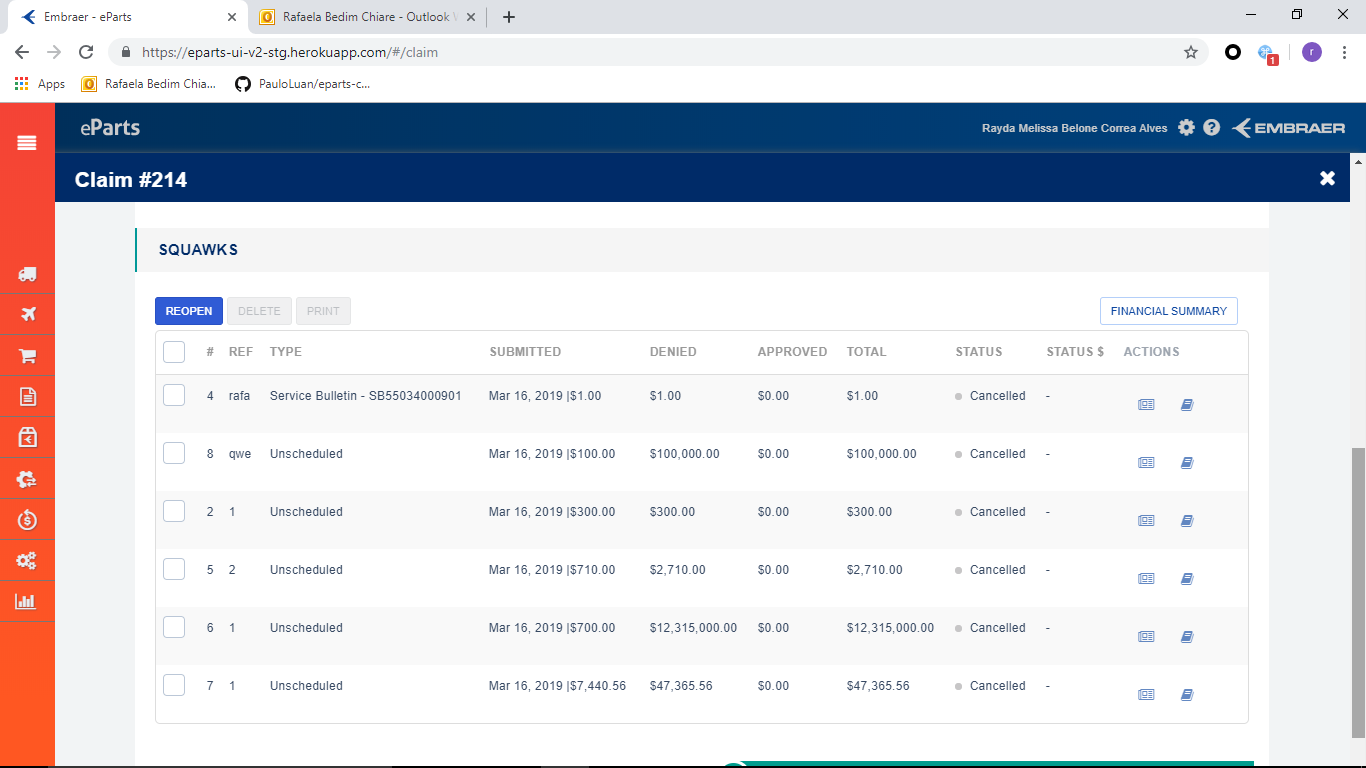 Embraer - eParts
Rafaela Bedim Chiare - Outlook
https://eparts-ui-v2-stg.herokuapp.com/#/claim
1
r
Apps
Rafaela Bedim Chia...
PauloLuan/eparts-c...
eParts
Rayda Melissa Belone Correa Alves
EMBRAER
Claim #214
SQUAWKS
REOPEN DELETE PRINT FINANCIAL SUMMARY
# REF TYPE SUBMITTED DENIED APPROVED TOTAL STATUS STATUS $ ACTIONS
4 rafa Service Bulletin - SB55034000901 Mar 16, 2019 |$1.00 $1.00 $0.00 $1.00 Cancelled -
8 qwe Unscheduled Mar 16, 2019 |$100.00 $100,000.00 $0.00 $100,000.00 Cancelled -
2 1 Unscheduled Mar 16, 2019 |$300.00 $300.00 $0.00 $300.00 Cancelled -
5 2 Unscheduled Mar 16, 2019 |$710.00 $2,710.00 $0.00 $2,710.00 Cancelled -
6 1 Unscheduled Mar 16, 2019 |$700.00 $12,315,000.00 $0.00 $12,315,000.00 Cancelled -
7 1 Unscheduled Mar 16, 2019 |$7,440.56 $47,365.56 $0.00 $47,365.56 Cancelled -